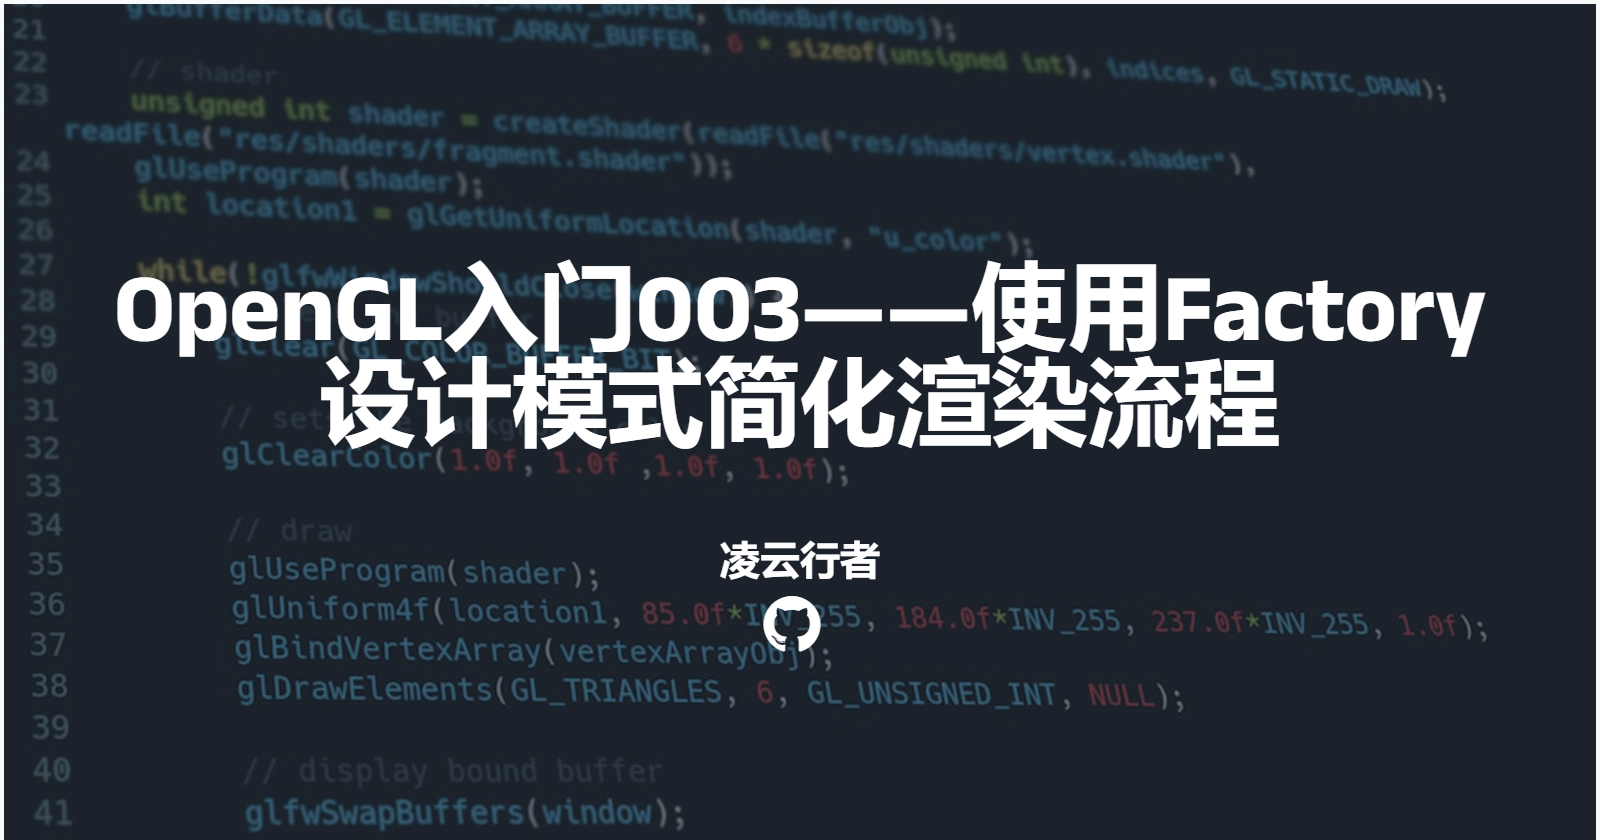 glBufferData(GL_ELEMENT_ARRAY_BUFFER, indexBufferObj);
21 GL_ELEMENT_ARRAY_BUFFER, 6 * sizeof(unsigned int), indices, GL_STATIC_DRAW);
22 // shader
23 unsigned int shader = createShader(readFile("res/shaders/vertex.shader"),
readFile("res/shaders/fragment.shader"));
24 glUseProgram(shader);
25 int location1 = glGetUniformLocation(shader, "u_color");
26
27 while(!
OpenGL入门003——使用Factory
设计模式简化渲染流程
28
29 glClear(GL_COLOR_BUFFER_BIT);
30
31 // set
32 glClearColor(1.0f, 1.0f ,1.0f, 1.0f);
33
34 // draw
35 glUseProgram(shader);
凌云行者
36 glUniform4f(location1, 85.0f*INV_255, 184.0f*INV_255, 237.0f*INV_255, 1.0f);
37 glBindVertexArray(vertexArrayObj);
38 glDrawElements(GL_TRIANGLES, 6, GL_UNSIGNED_INT, NULL);
39
40 // display bound buffer
41 glfwSwapBuffers(window);